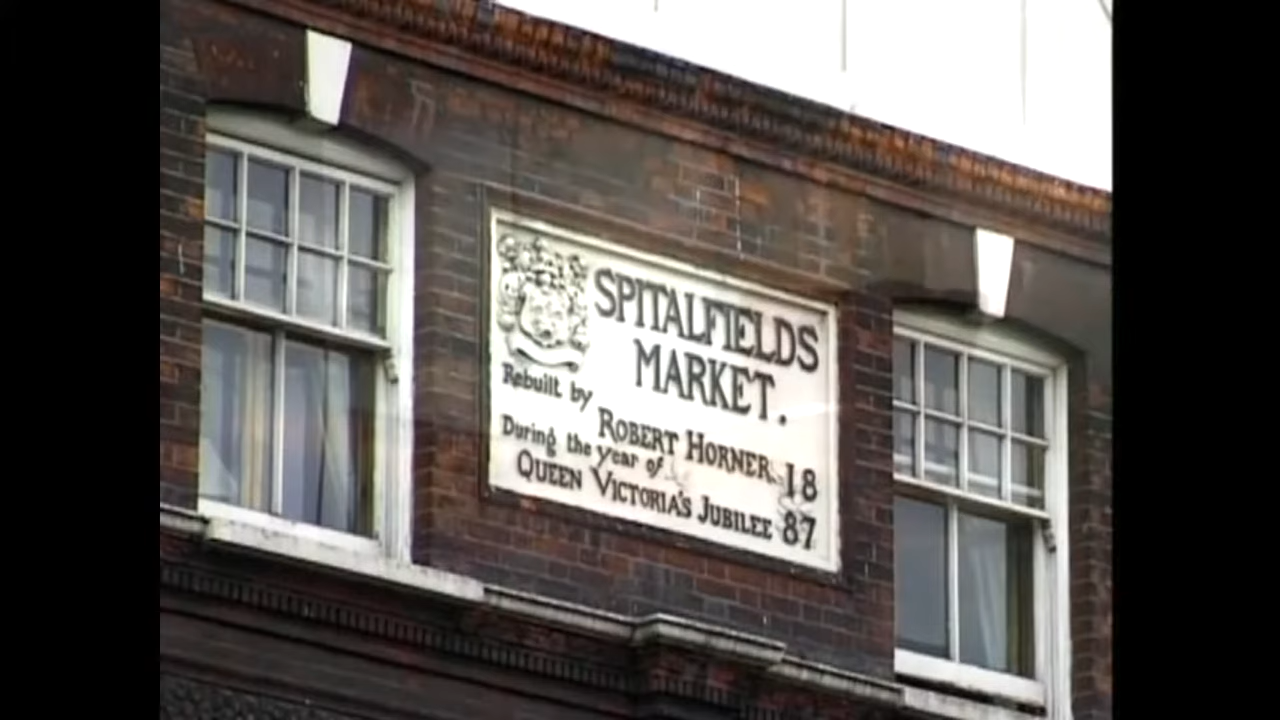 SPITALFIELDS
MARKET.
Rebuilt by ROBERT HORNER 18
During the year of
QUEEN VICTORIA'S JUBILEE 87